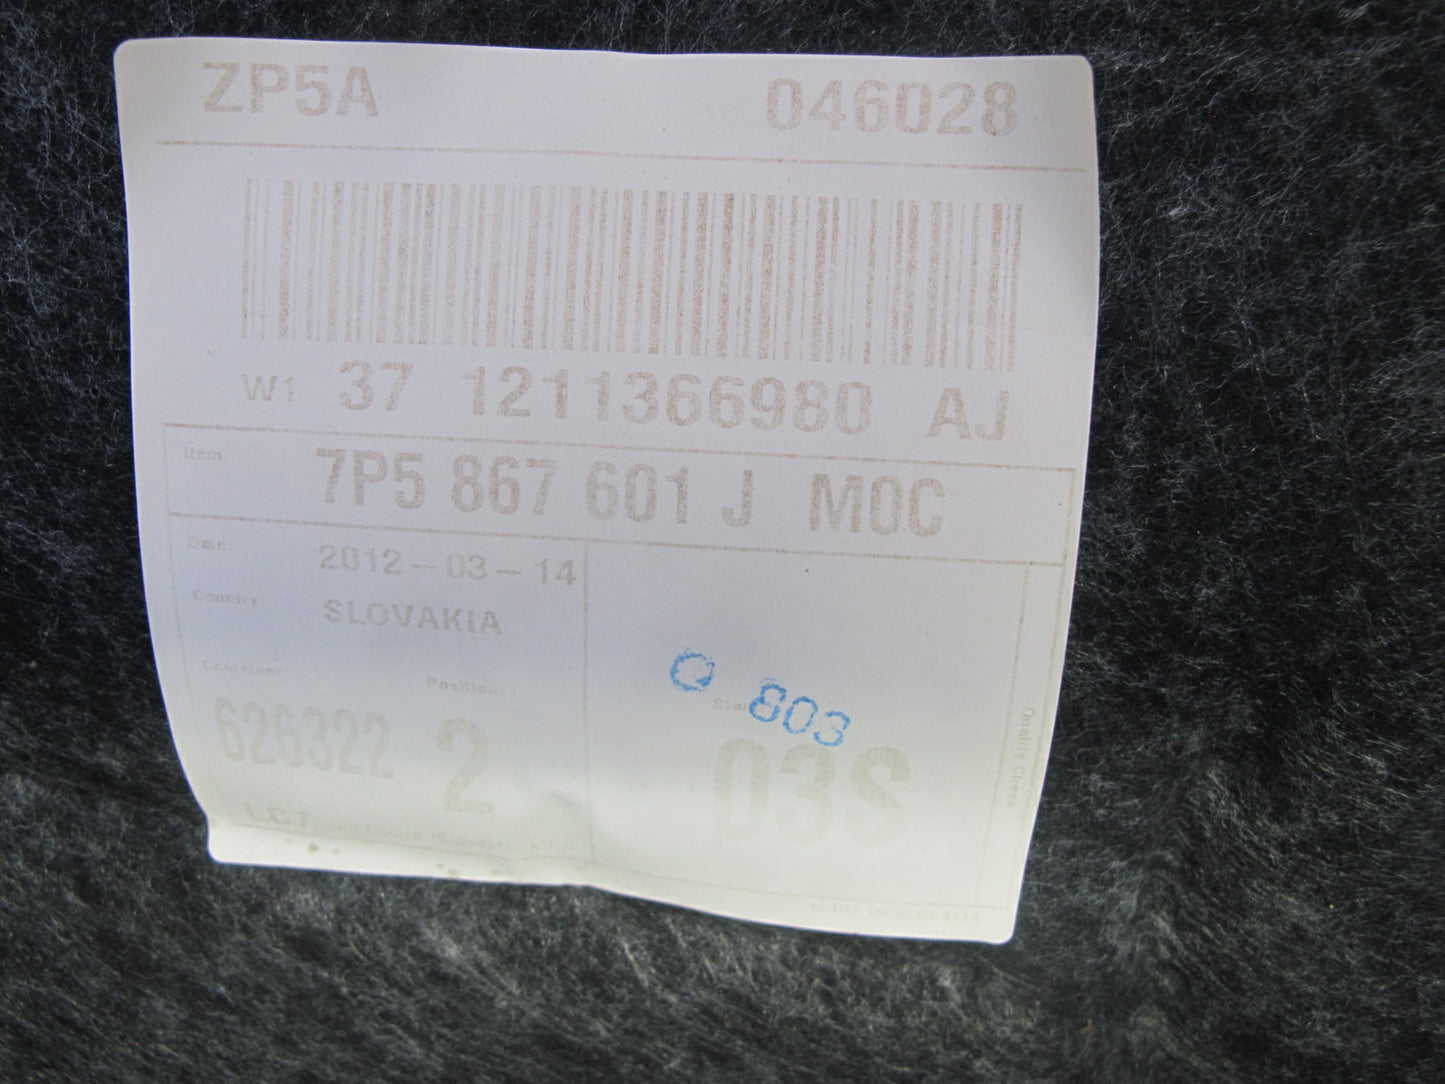 ZP5A 046028
W1 37 1211366980 AJ
Item: 7P5 867 601 J M0C
Date: 2012-03-14
Country: SLOVAKIA
Container: Position:
626322 2
Q 803
03S
Quality Check
LC7
MADE IN SLOVAKIA